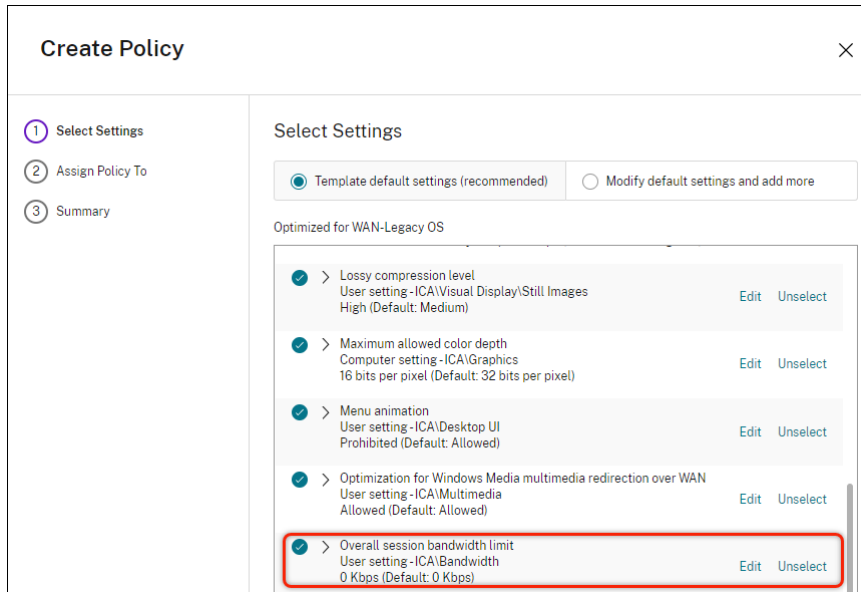 Create Policy
1 Select Settings
2 Assign Policy To
3 Summary
Select Settings
Template default settings (recommended)
Modify default settings and add more
Optimized for WAN-Legacy OS
Lossy compression level
User setting - ICA\Visual Display\Still Images
High (Default: Medium)
Edit Unselect
Maximum allowed color depth
Computer setting - ICA\Graphics
16 bits per pixel (Default: 32 bits per pixel)
Edit Unselect
Menu animation
User setting - ICA\Desktop UI
Prohibited (Default: Allowed)
Edit Unselect
Optimization for Windows Media multimedia redirection over WAN
User setting - ICA\Multimedia
Allowed (Default: Allowed)
Edit Unselect
Overall session bandwidth limit
User setting - ICA\Bandwidth
0 Kbps (Default: 0 Kbps)
Edit Unselect